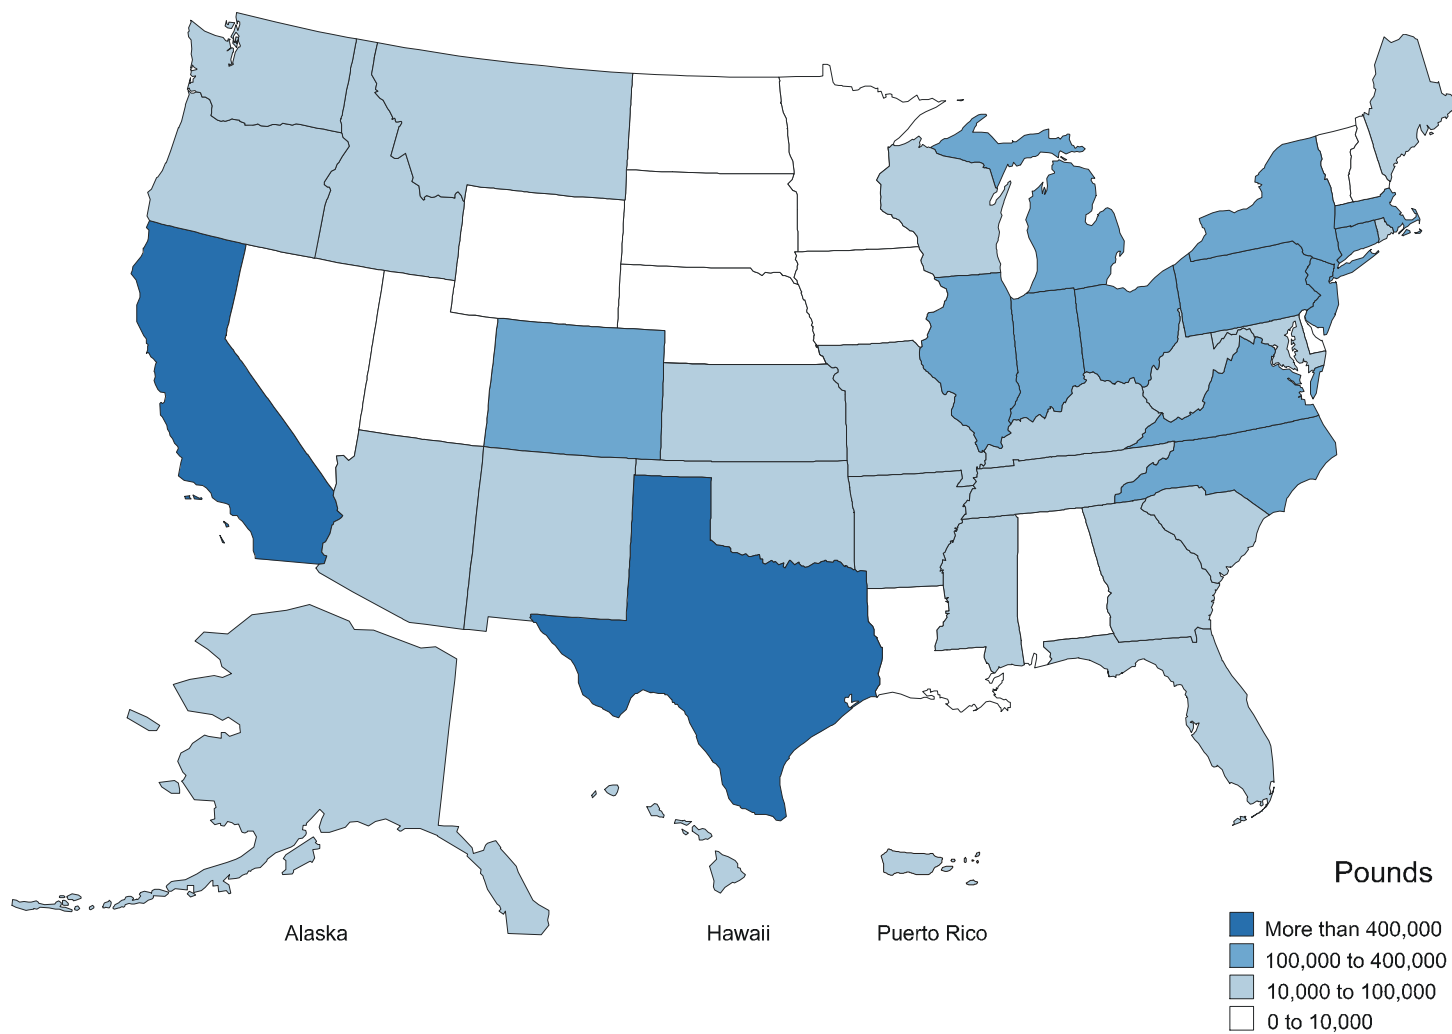 Alaska
Hawaii
Puerto Rico
Pounds
More than 400,000
100,000 to 400,000
10,000 to 100,000
0 to 10,000